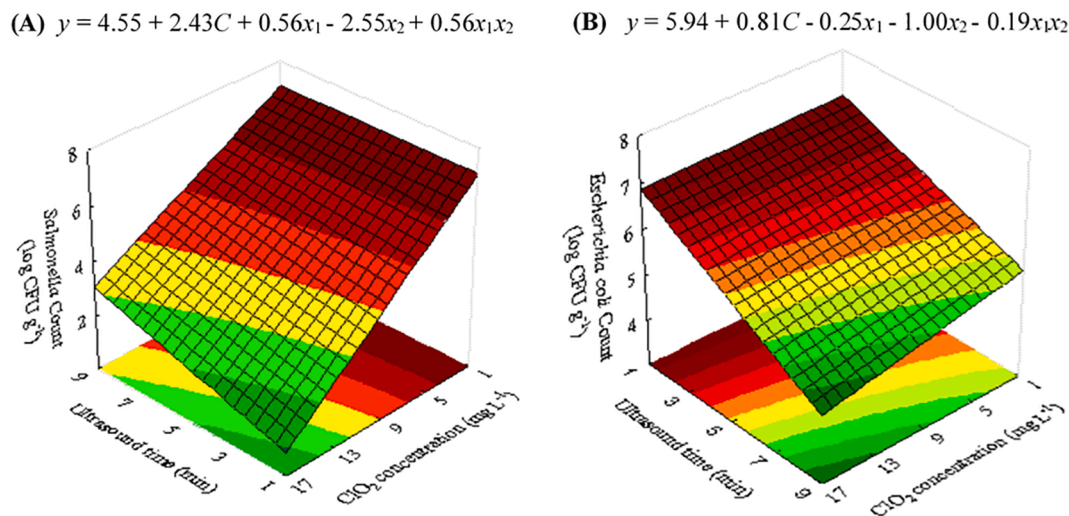 (A) y = 4.55 + 2.43C + 0.56x₁ - 2.55x₂ + 0.56x₁x₂
8
6
4
2
Salmonella Count
(log CFU g⁻¹)
9
7
5
3
1
Ultrasound time (min)
17
13
9
5
1
ClO₂ concentration (mg L⁻¹)
(B) y = 5.94 + 0.81C - 0.25x₁ - 1.00x₂ - 0.19x₁x₂
8
7
6
5
4
Escherichia coli Count
(log CFU g⁻¹)
1
3
5
7
9
Ultrasound time (min)
17
13
9
5
1
ClO₂ concentration (mg L⁻¹)